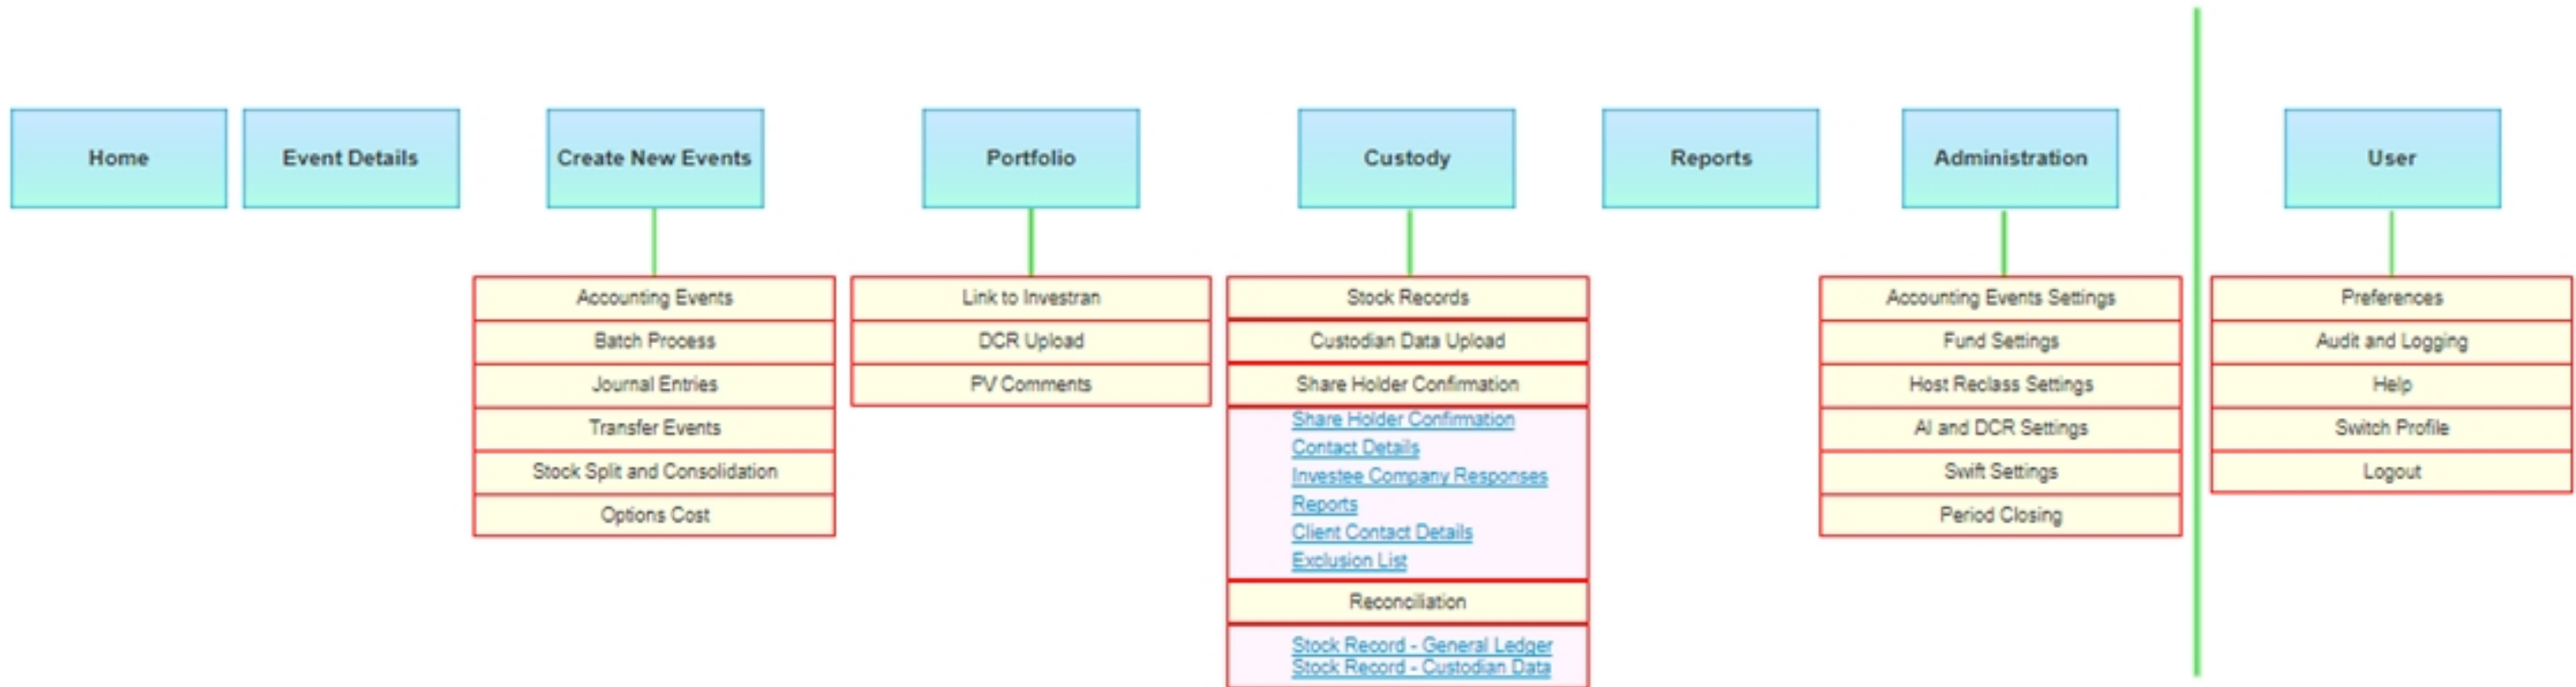 Home
Event Details
Create New Events
Portfolio
Custody
Reports
Administration
User
Accounting Events
Batch Process
Journal Entries
Transfer Events
Stock Split and Consolidation
Options Cost
Link to Investran
DCR Upload
PV Comments
Stock Records
Custodian Data Upload
Share Holder Confirmation
Share Holder Confirmation
Contact Details
Investee Company Responses
Reports
Client Contact Details
Exclusion List
Reconciliation
Stock Record - General Ledger
Stock Record - Custodian Data
Accounting Events Settings
Fund Settings
Host Reclass Settings
AI and DCR Settings
Swift Settings
Period Closing
Preferences
Audit and Logging
Help
Switch Profile
Logout